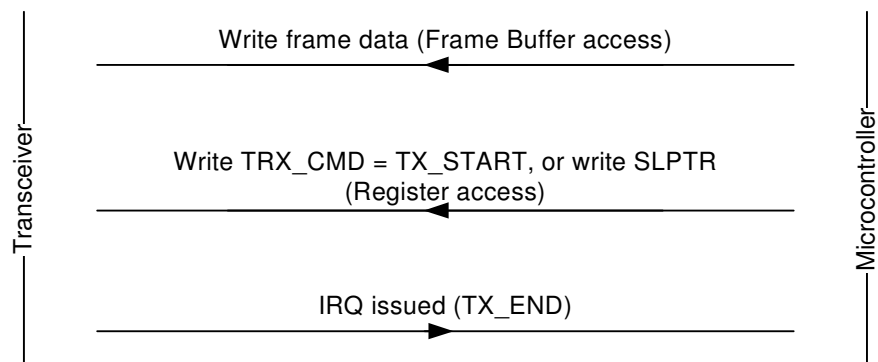 Write frame data (Frame Buffer access)
Transceiver
Microcontroller
Write TRX_CMD = TX_START, or write SLPTR
(Register access)
IRQ issued (TX_END)